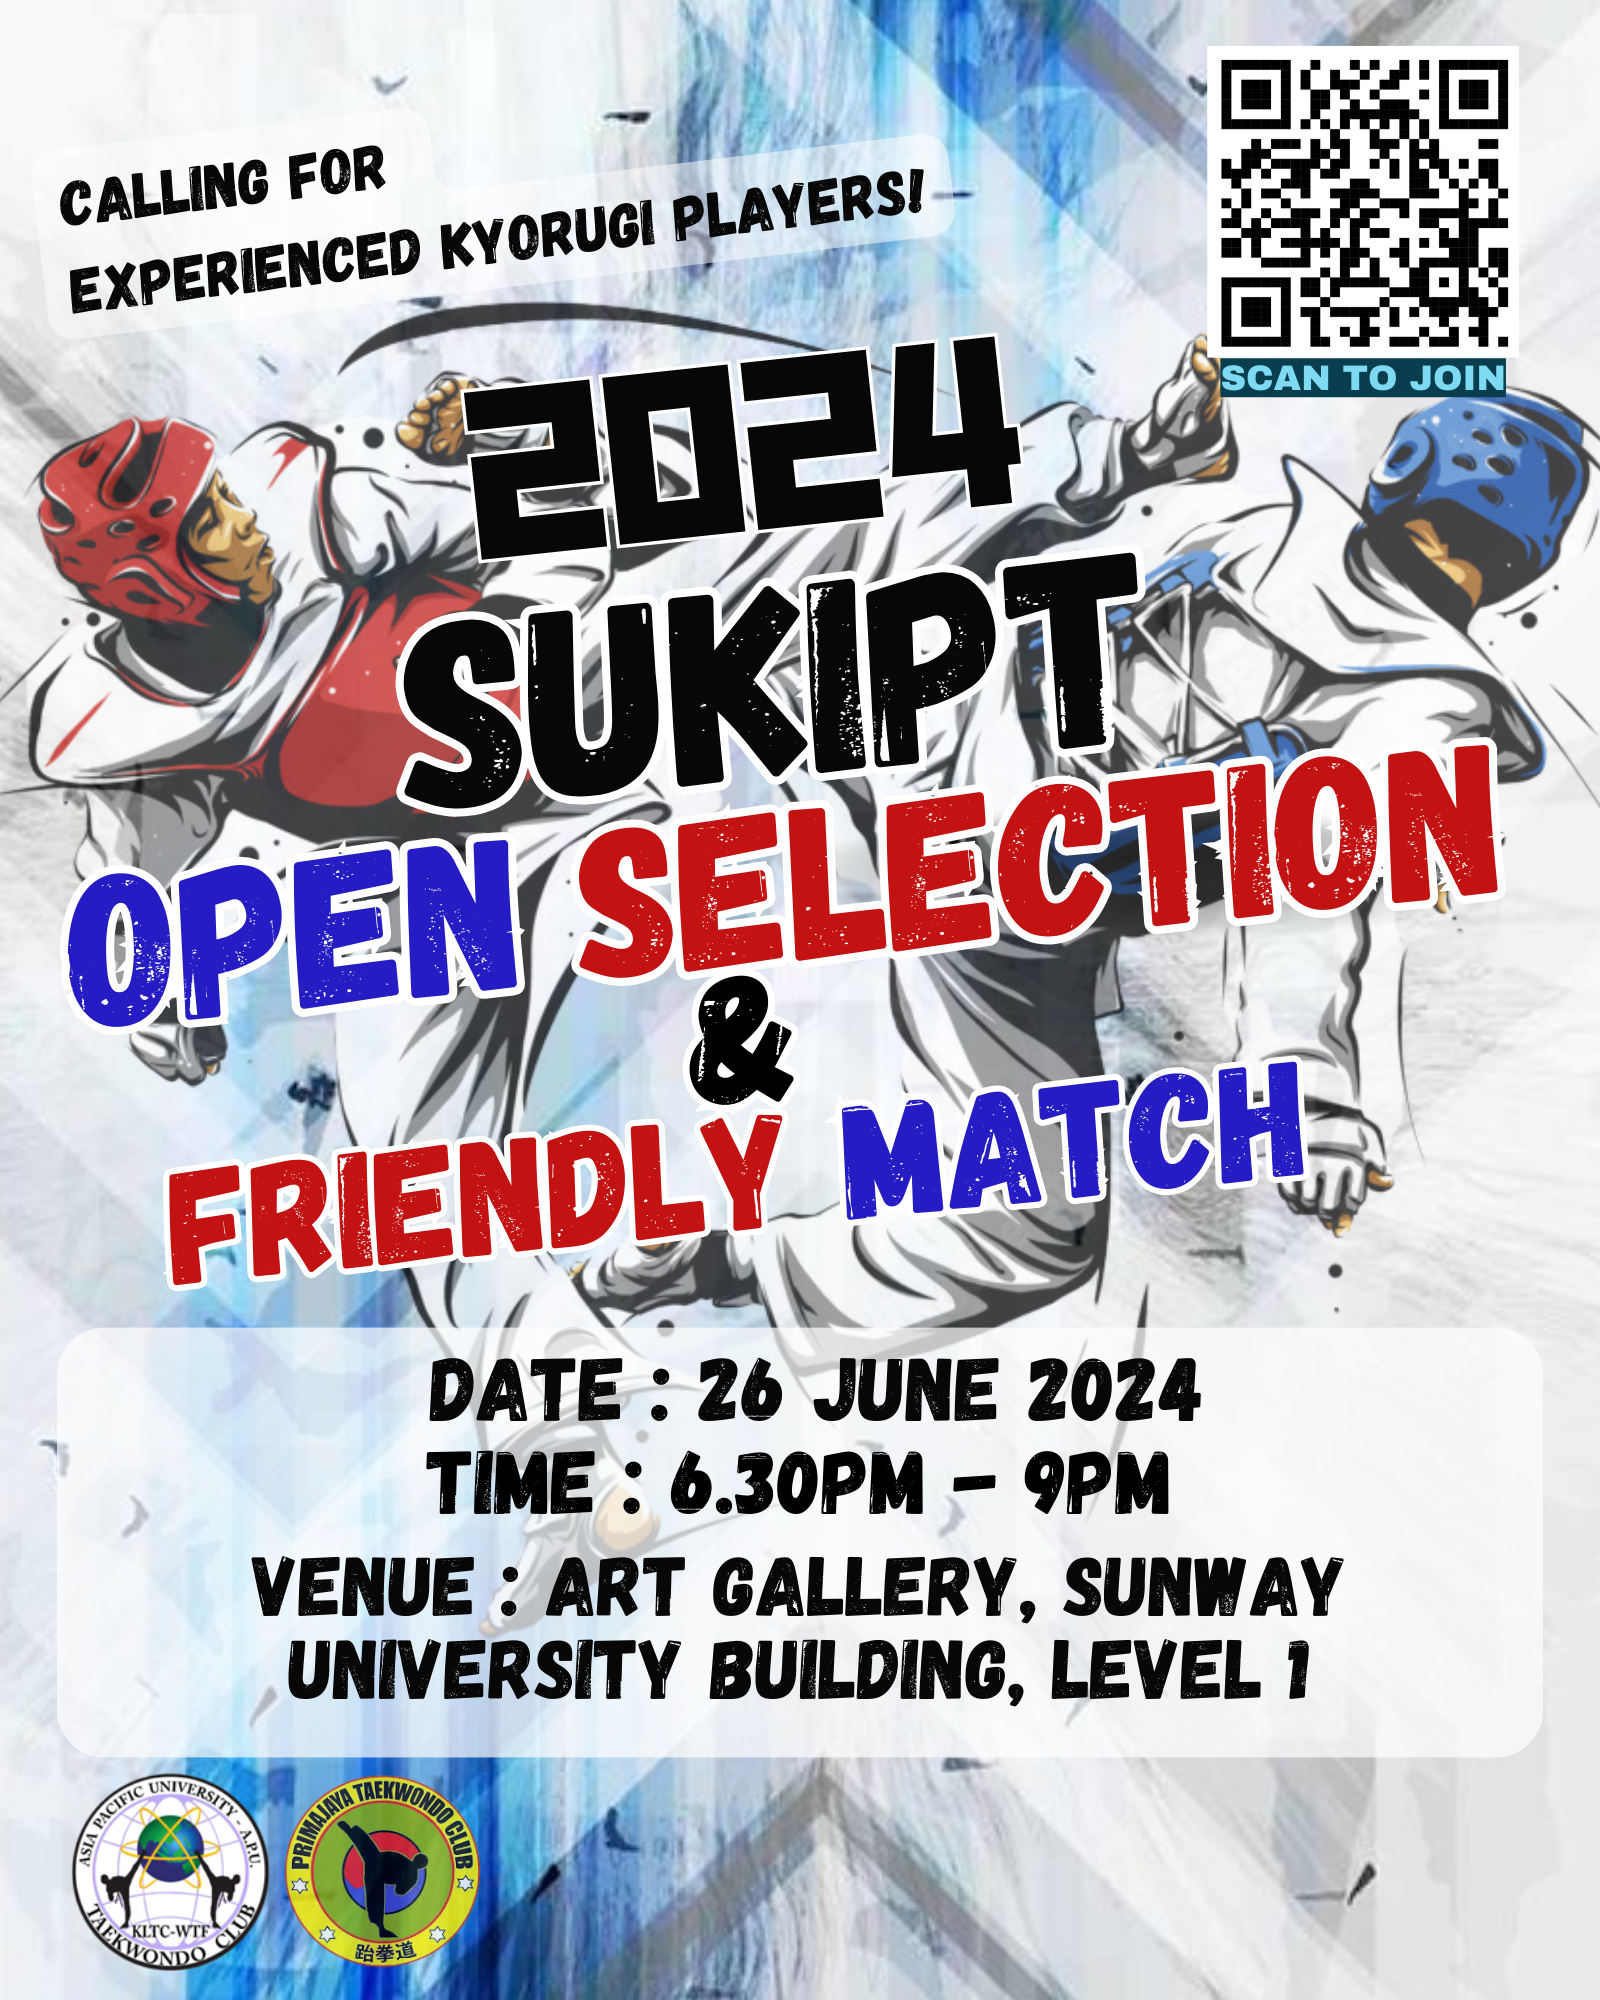 CALLING FOR
EXPERIENCED KYORUGI PLAYERS!
SCAN TO JOIN
2024
SUKIPT
OPEN SELECTION
&
FRIENDLY MATCH
DATE : 26 JUNE 2024
TIME : 6.30PM – 9PM
VENUE : ART GALLERY, SUNWAY
UNIVERSITY BUILDING, LEVEL 1
ASIA PACIFIC UNIVERSITY - A.P.U.
KLTC-WTF
TAEKWONDO CLUB
PRIMAJAYA TAEKWONDO CLUB
跆拳道